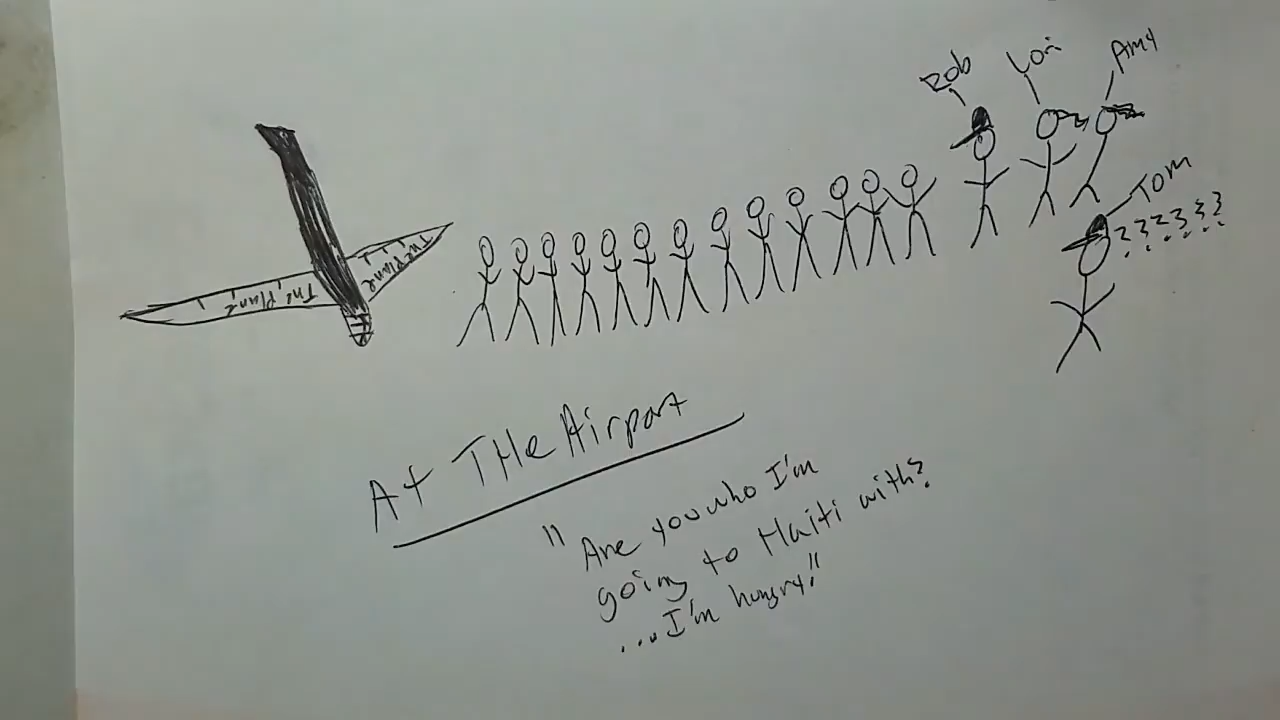 Rob
Lori
Amy
Tom
??????
The Plane
The Plane
At THe Airport
"Are you who I'm
going to Haiti with?
...I'm hungry."